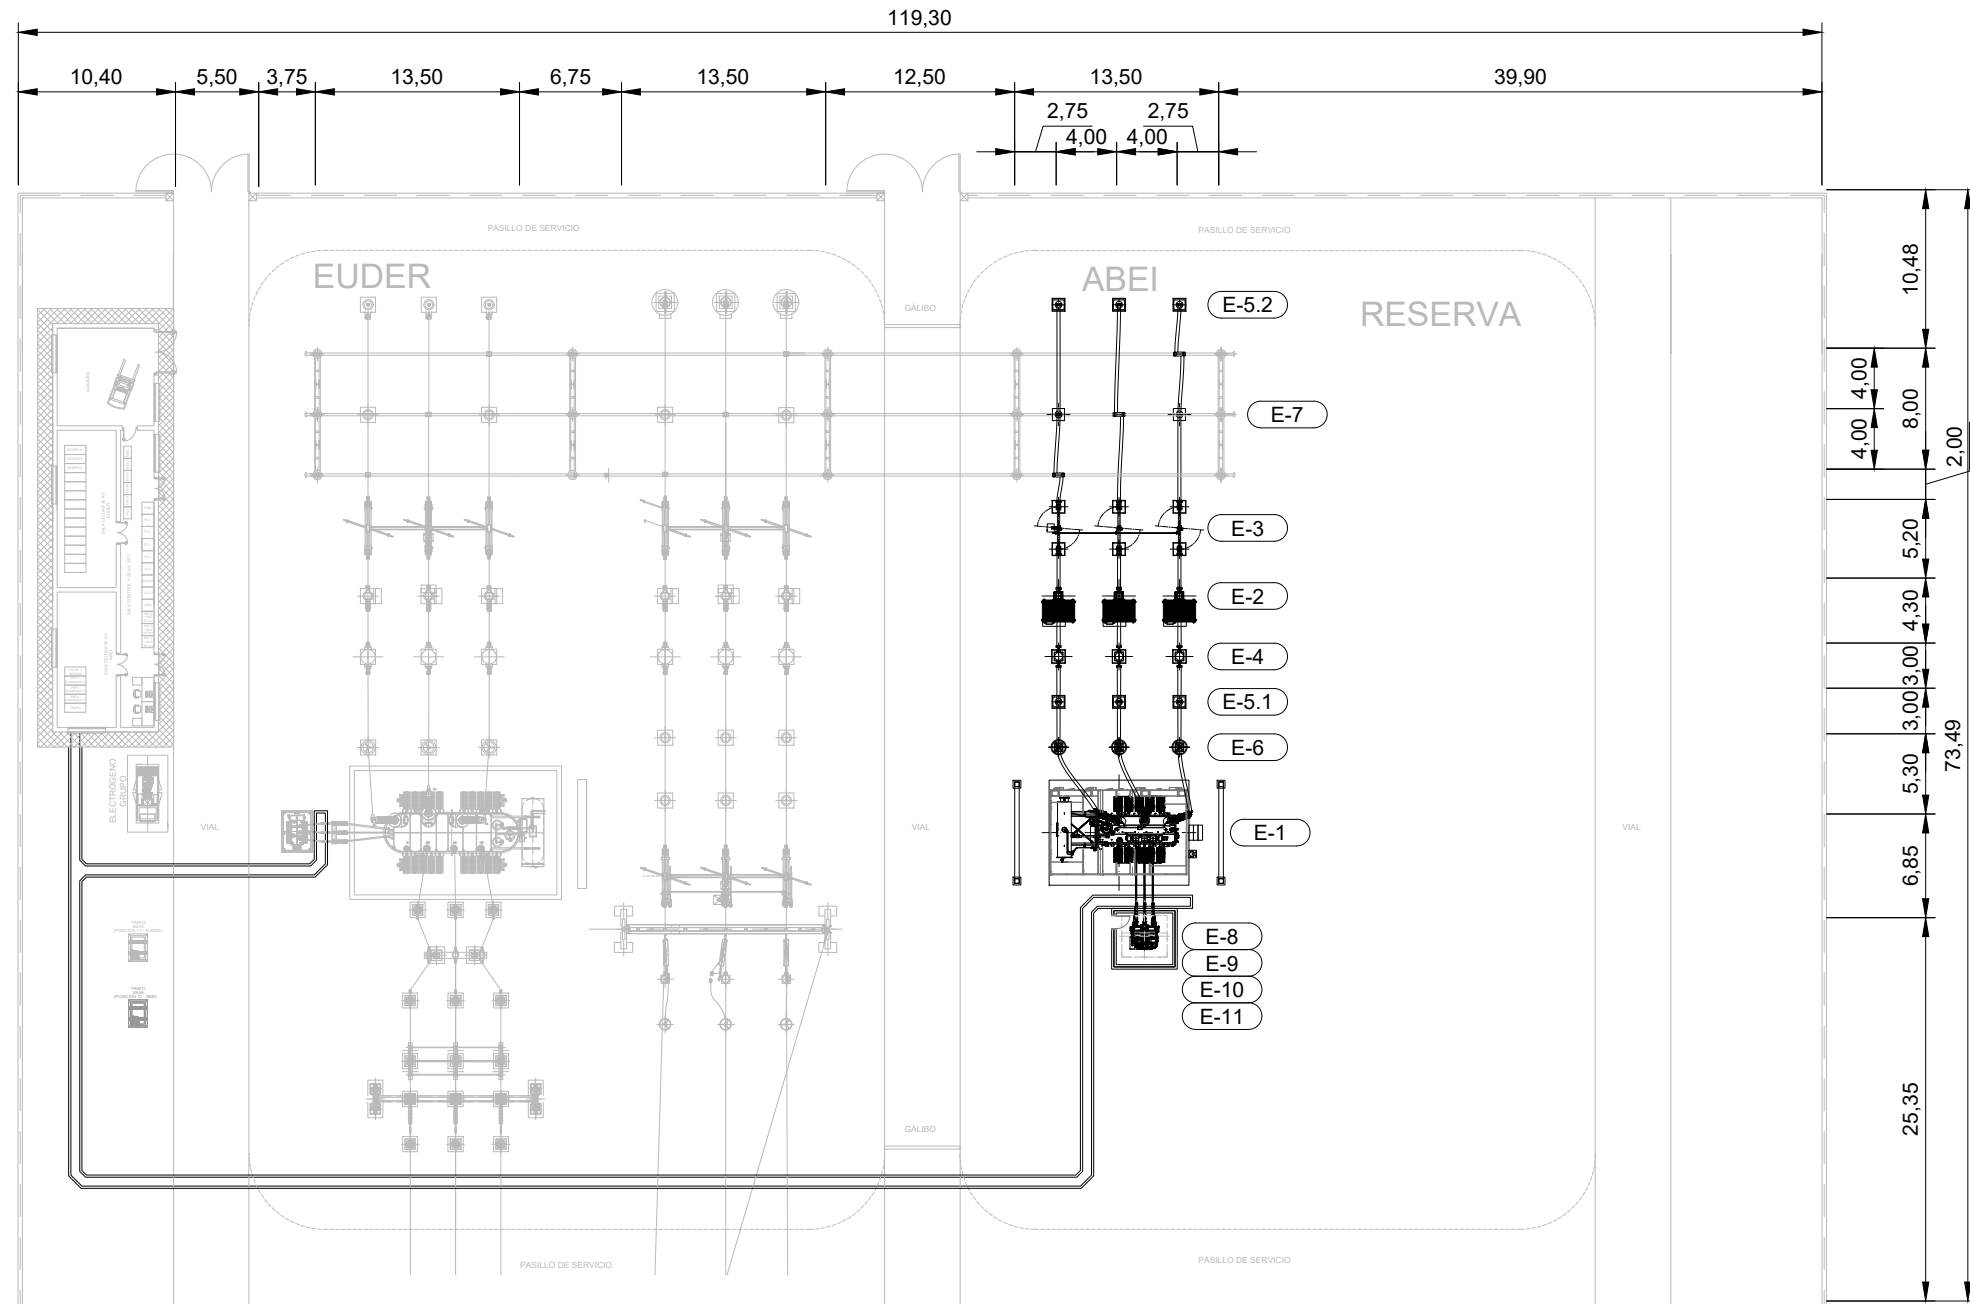 119,30
10,40
5,50
3,75
13,50
6,75
13,50
12,50
13,50
39,90
2,75
2,75
4,00
4,00
PASILLO DE SERVICIO
PASILLO DE SERVICIO
EUDER
ABEI
RESERVA
GÁLIBO
E-5.2
E-7
E-3
E-2
E-4
E-5.1
E-6
E-1
E-8
E-9
E-10
E-11
10,48
4,00
8,00
4,00
2,00
5,20
4,30
3,00
3,00
73,49
5,30
6,85
25,35
ELECTRÓGENO
GRUPO
VIAL
VIAL
VIAL
GÁLIBO
PASILLO DE SERVICIO
PASILLO DE SERVICIO